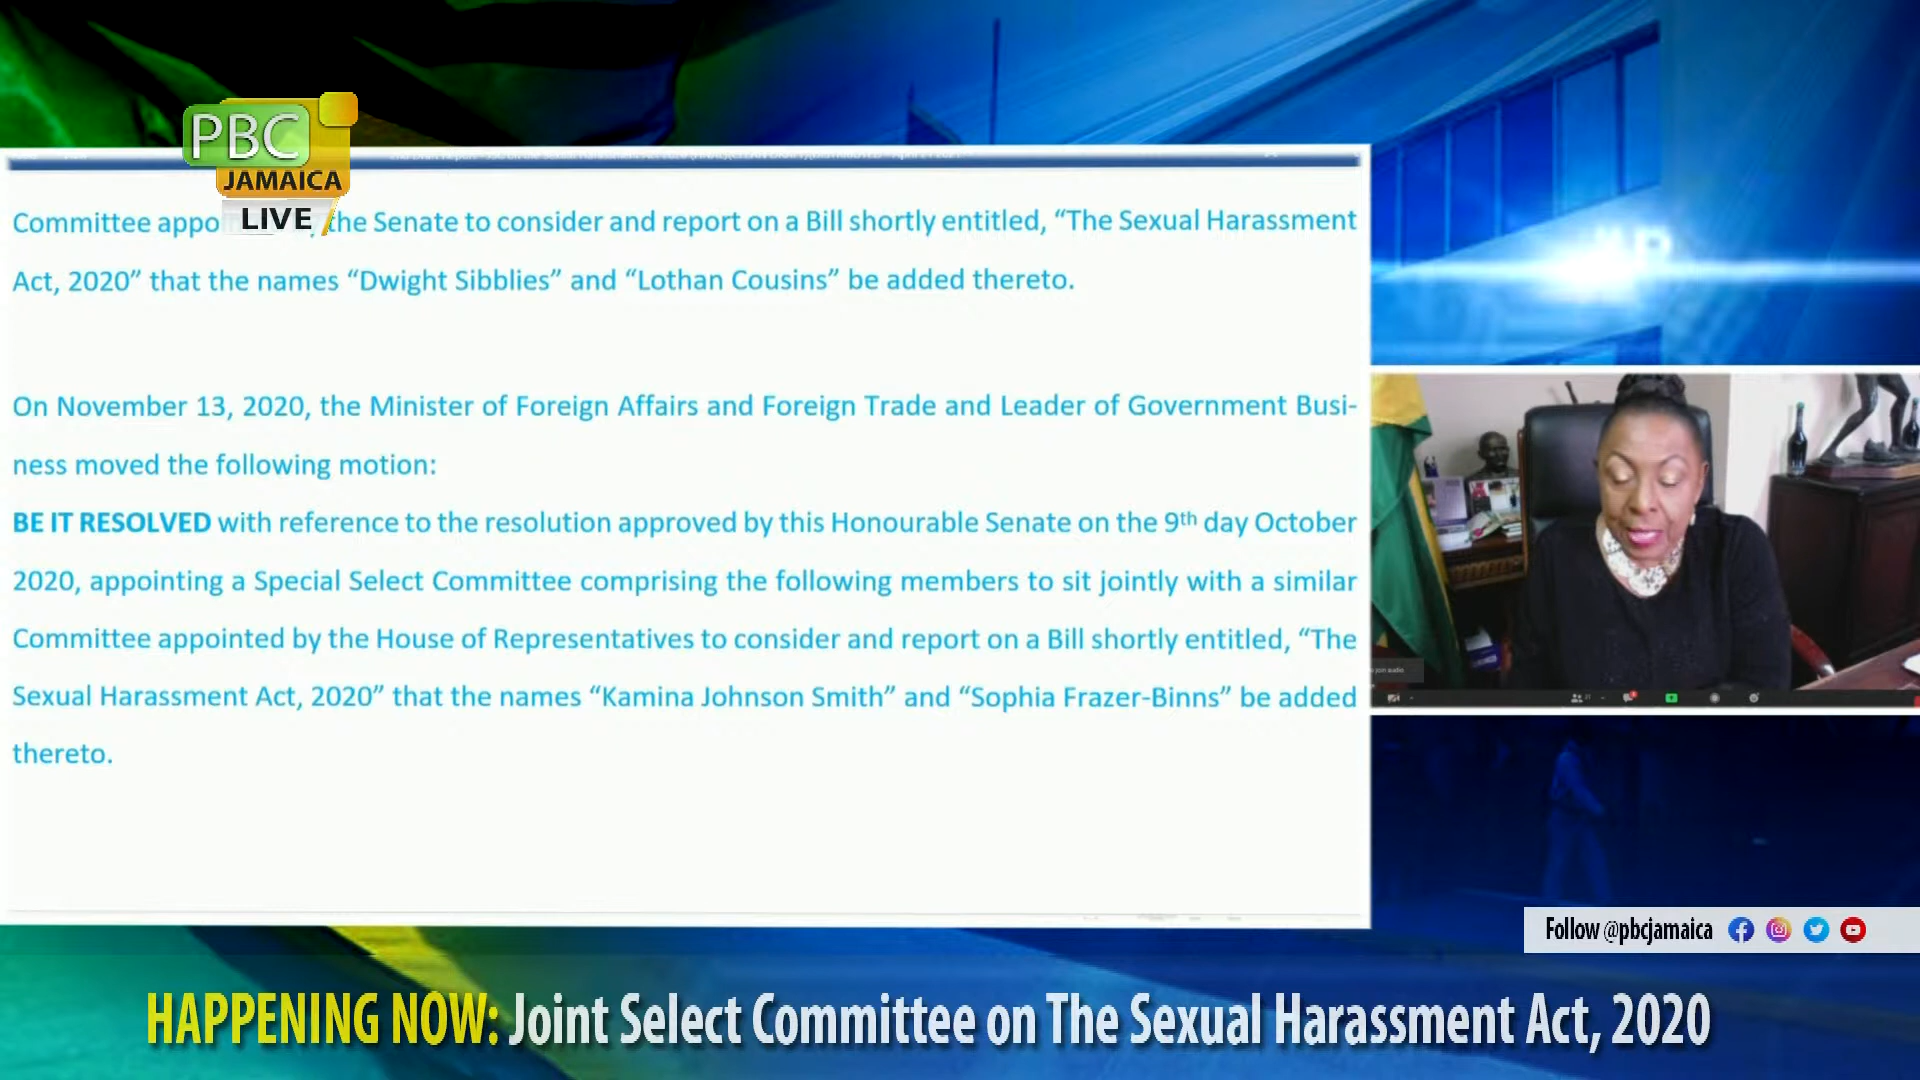 PBC
JAMAICA
LIVE
Committee appo the Senate to consider and report on a Bill shortly entitled, “The Sexual Harassment
Act, 2020” that the names “Dwight Sibblies” and “Lothan Cousins” be added thereto.
On November 13, 2020, the Minister of Foreign Affairs and Foreign Trade and Leader of Government Busi-
ness moved the following motion:
BE IT RESOLVED with reference to the resolution approved by this Honourable Senate on the 9th day October
2020, appointing a Special Select Committee comprising the following members to sit jointly with a similar
Committee appointed by the House of Representatives to consider and report on a Bill shortly entitled, “The
Sexual Harassment Act, 2020” that the names “Kamina Johnson Smith” and “Sophia Frazer-Binns” be added
thereto.
Follow @pbcjamaica
HAPPENING NOW: Joint Select Committee on The Sexual Harassment Act, 2020